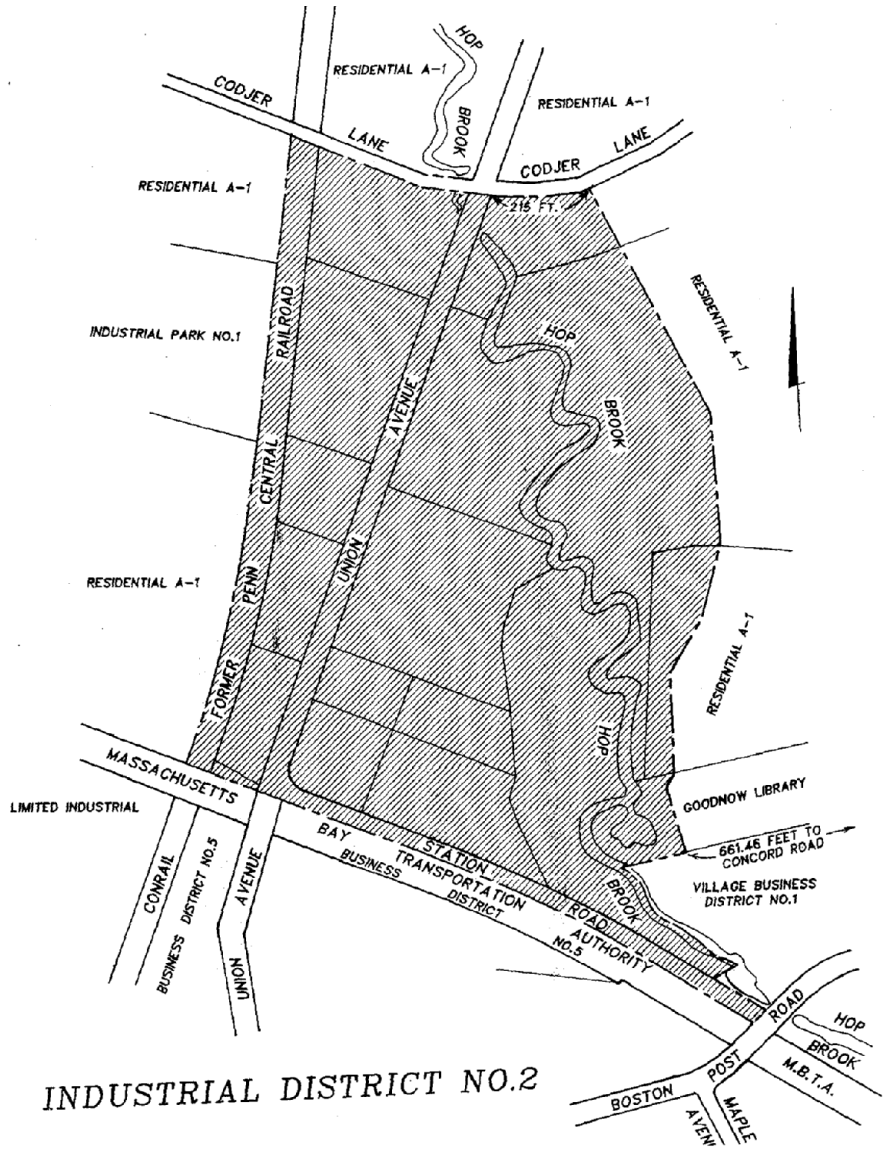 HOP
BROOK
RESIDENTIAL A-1
RESIDENTIAL A-1
CODJER
LANE
CODJER
LANE
RESIDENTIAL A-1
215 FT.
RESIDENTIAL A-1
INDUSTRIAL PARK NO.1
HOP
BROOK
FORMER PENN CENTRAL RAILROAD
UNION AVENUE
RESIDENTIAL A-1
RESIDENTIAL A-1
HOP
BROOK
GOODNOW LIBRARY
661.46 FEET TO
CONCORD ROAD
VILLAGE BUSINESS
DISTRICT NO.1
LIMITED INDUSTRIAL
MASSACHUSETTS BAY TRANSPORTATION AUTHORITY
STATION ROAD
BUSINESS DISTRICT NO.5
CONRAIL
BUSINESS DISTRICT NO.5
UNION AVENUE
HOP
BROOK
BOSTON POST ROAD
M.B.T.A.
MAPLE
INDUSTRIAL DISTRICT NO.2